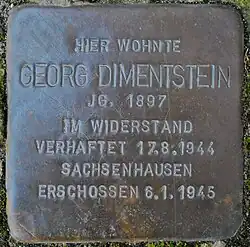 HIER WOHNTE
GEORG DIMENTSTEIN
JG. 1897
IM WIDERSTAND
VERHAFTET 17.8.1944
SACHSENHAUSEN
ERSCHOSSEN 6.1.1945